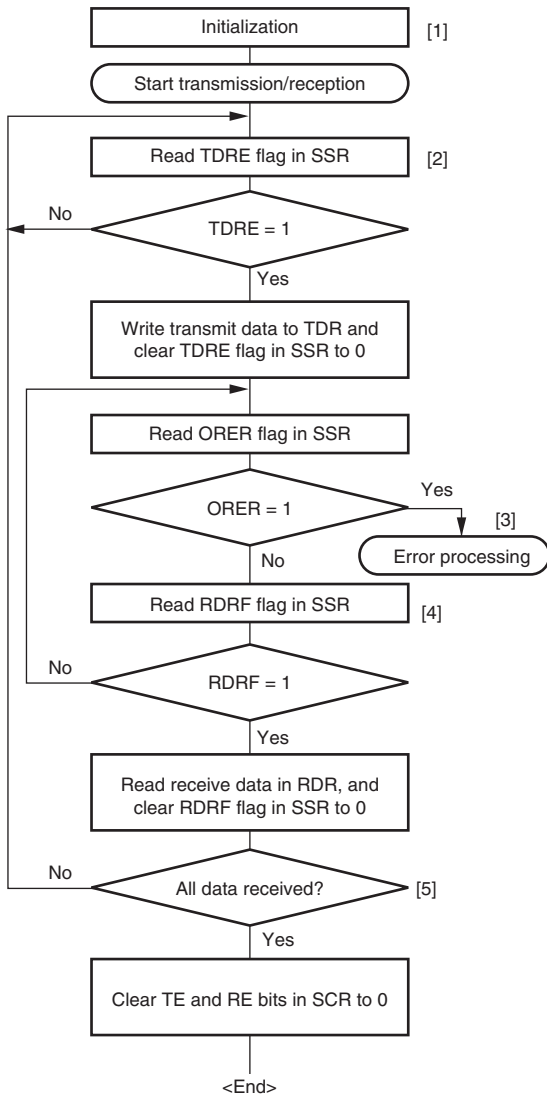 Initialization
[1]
Start transmission/reception
Read TDRE flag in SSR
[2]
No
TDRE = 1
Yes
Write transmit data to TDR and
clear TDRE flag in SSR to 0
Read ORER flag in SSR
Yes
ORER = 1
[3]
Error processing
No
Read RDRF flag in SSR
[4]
No
RDRF = 1
Yes
Read receive data in RDR, and
clear RDRF flag in SSR to 0
No
All data received?
[5]
Yes
Clear TE and RE bits in SCR to 0
<End>